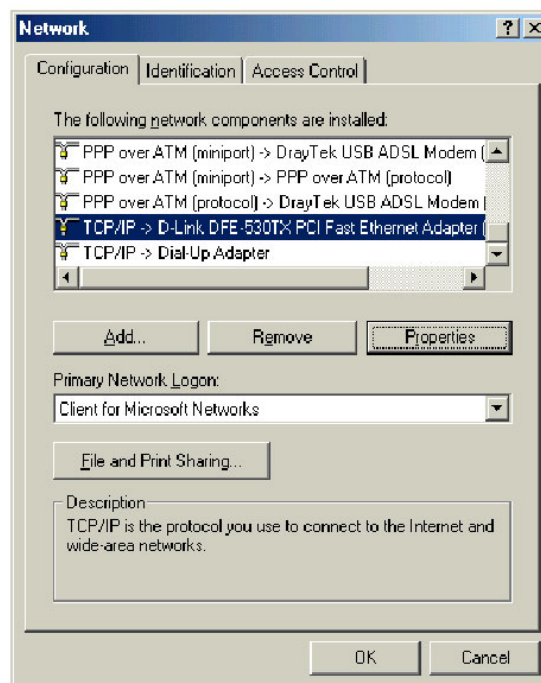 Network
Configuration Identification Access Control
The following network components are installed:
PPP over ATM (miniport) -> DrayTek USB ADSL Modem (
PPP over ATM (miniport) -> PPP over ATM (protocol)
PPP over ATM (protocol) -> DrayTek USB ADSL Modem (
TCP/IP -> D-Link DFE-530TX PCI Fast Ethernet Adapter (
TCP/IP -> Dial-Up Adapter
Add... Remove Properties
Primary Network Logon:
Client for Microsoft Networks
File and Print Sharing...
Description
TCP/IP is the protocol you use to connect to the Internet and
wide-area networks.
OK Cancel